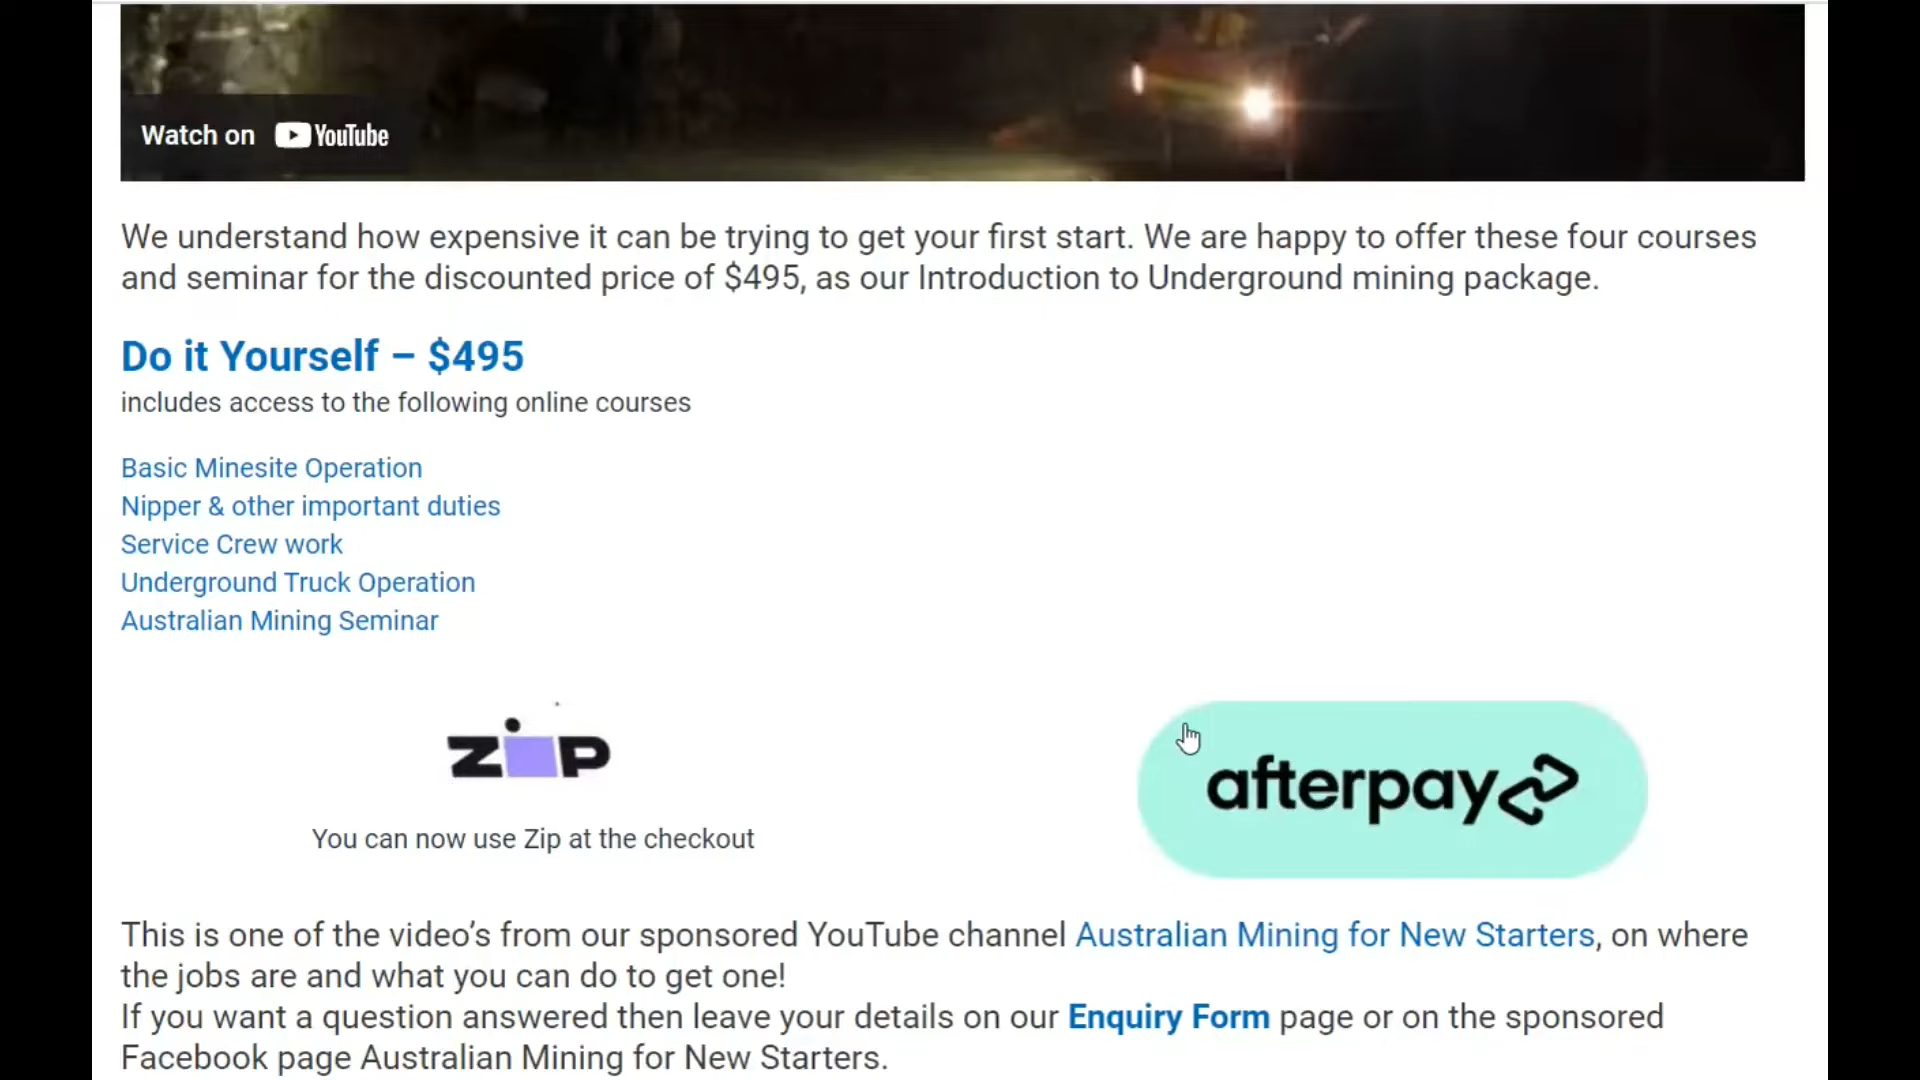 Watch on YouTube
We understand how expensive it can be trying to get your first start. We are happy to offer these four courses
and seminar for the discounted price of $495, as our Introduction to Underground mining package.
Do it Yourself – $495
includes access to the following online courses
Basic Minesite Operation
Nipper & other important duties
Service Crew work
Underground Truck Operation
Australian Mining Seminar
zip
afterpay
You can now use Zip at the checkout
This is one of the video’s from our sponsored YouTube channel Australian Mining for New Starters, on where
the jobs are and what you can do to get one!
If you want a question answered then leave your details on our Enquiry Form page or on the sponsored
Facebook page Australian Mining for New Starters.